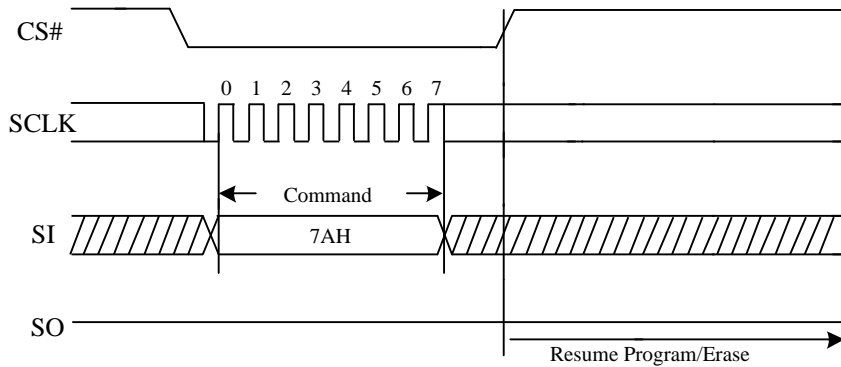 CS#
0 1 2 3 4 5 6 7
SCLK
Command
SI
7AH
SO
Resume Program/Erase